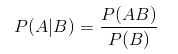 P(A|B) = P(AB) / P(B)